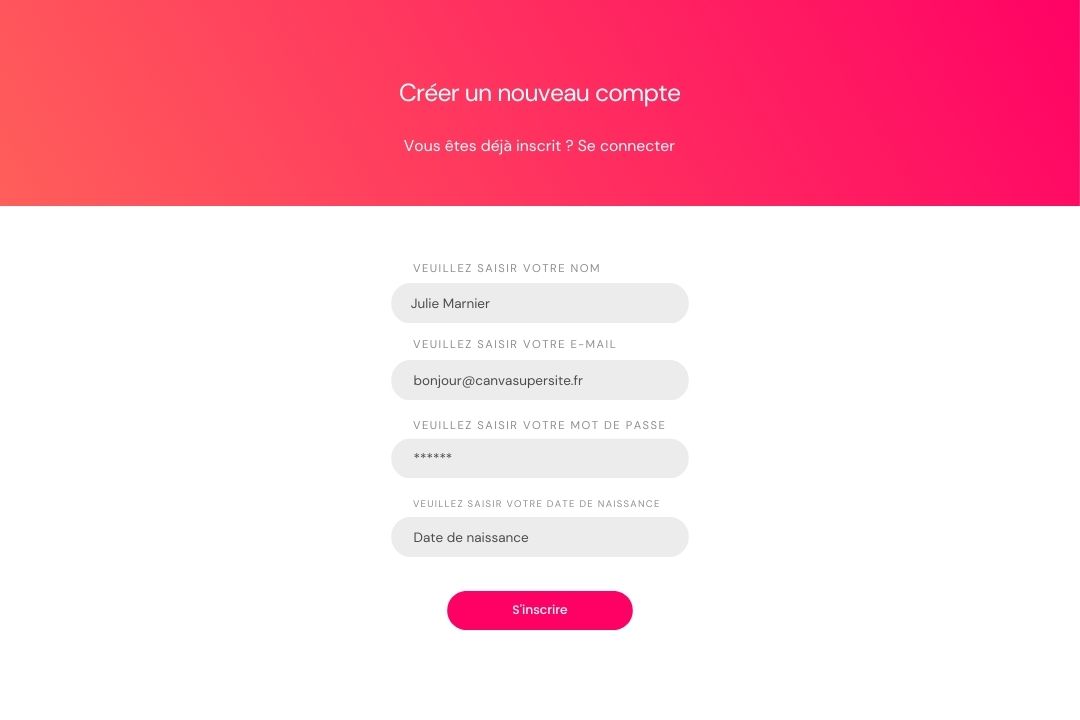 Créer un nouveau compte
Vous êtes déjà inscrit ? Se connecter
VEUILLEZ SAISIR VOTRE NOM
Julie Marnier
VEUILLEZ SAISIR VOTRE E-MAIL
bonjour@canvasupersite.fr
VEUILLEZ SAISIR VOTRE MOT DE PASSE
******
VEUILLEZ SAISIR VOTRE DATE DE NAISSANCE
Date de naissance
S'inscrire